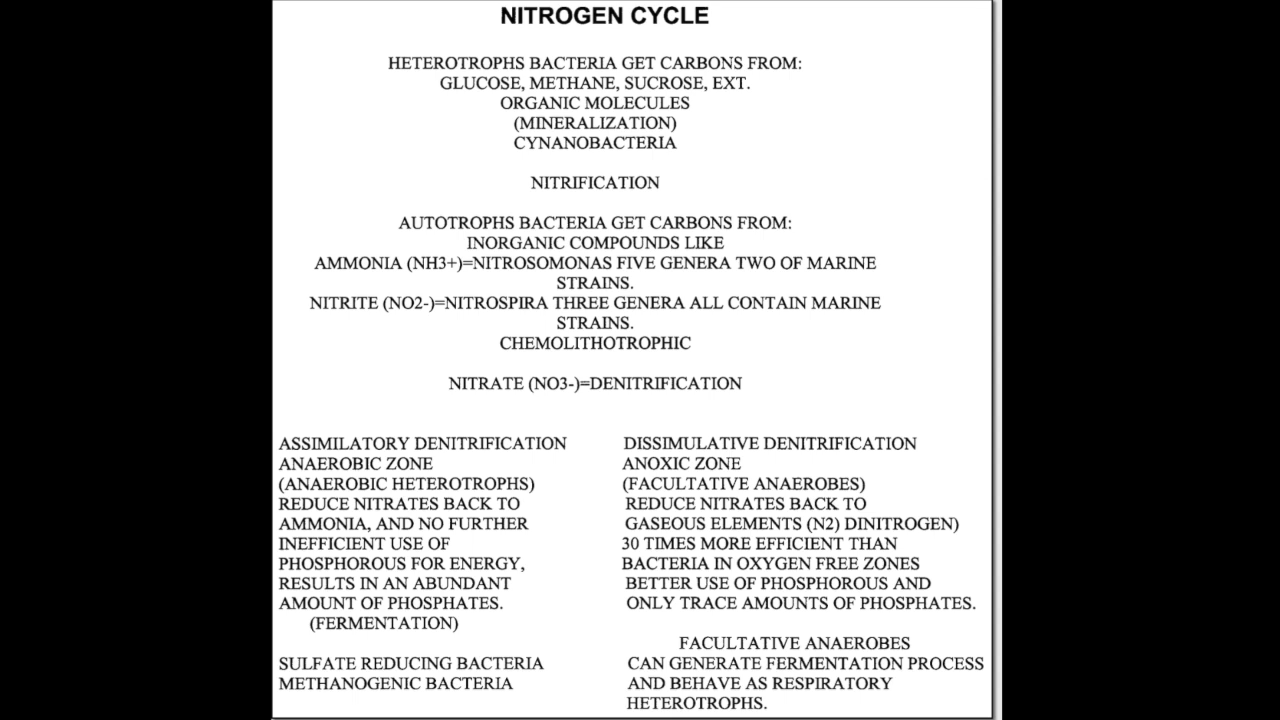 NITROGEN CYCLE
HETEROTROPHS BACTERIA GET CARBONS FROM:
GLUCOSE, METHANE, SUCROSE, EXT.
ORGANIC MOLECULES
(MINERALIZATION)
CYNANOBACTERIA
NITRIFICATION
AUTOTROPHS BACTERIA GET CARBONS FROM:
INORGANIC COMPOUNDS LIKE
AMMONIA (NH3+)=NITROSOMONAS FIVE GENERA TWO OF MARINE
STRAINS.
NITRITE (NO2-)=NITROSPIRA THREE GENERA ALL CONTAIN MARINE
STRAINS.
CHEMOLITHOTROPHIC
NITRATE (NO3-)=DENITRIFICATION
ASSIMILATORY DENITRIFICATION
ANAEROBIC ZONE
(ANAEROBIC HETEROTROPHS)
REDUCE NITRATES BACK TO
AMMONIA, AND NO FURTHER
INEFFICIENT USE OF
PHOSPHOROUS FOR ENERGY,
RESULTS IN AN ABUNDANT
AMOUNT OF PHOSPHATES.
(FERMENTATION)
SULFATE REDUCING BACTERIA
METHANOGENIC BACTERIA
DISSIMULATIVE DENITRIFICATION
ANOXIC ZONE
(FACULTATIVE ANAEROBES)
REDUCE NITRATES BACK TO
GASEOUS ELEMENTS (N2) DINITROGEN)
30 TIMES MORE EFFICIENT THAN
BACTERIA IN OXYGEN FREE ZONES
BETTER USE OF PHOSPHOROUS AND
ONLY TRACE AMOUNTS OF PHOSPHATES.
FACULTATIVE ANAEROBES
CAN GENERATE FERMENTATION PROCESS
AND BEHAVE AS RESPIRATORY
HETEROTROPHS.